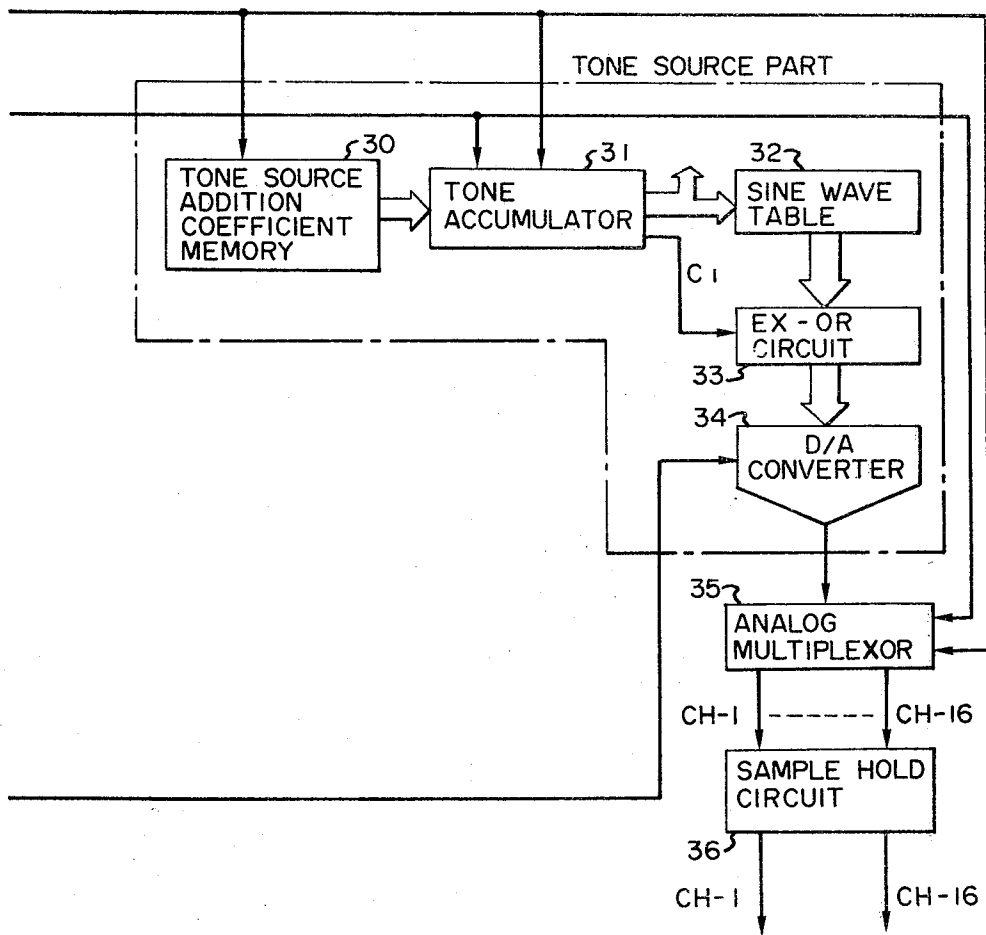 TONE SOURCE PART
30
TONE SOURCE
ADDITION
COEFFICIENT
MEMORY
31
TONE
ACCUMULATOR
32
SINE WAVE
TABLE
C1
EX-OR
CIRCUIT
33
34
D/A
CONVERTER
35
ANALOG
MULTIPLEXOR
CH-1
CH-16
SAMPLE HOLD
CIRCUIT
36
CH-1
CH-16